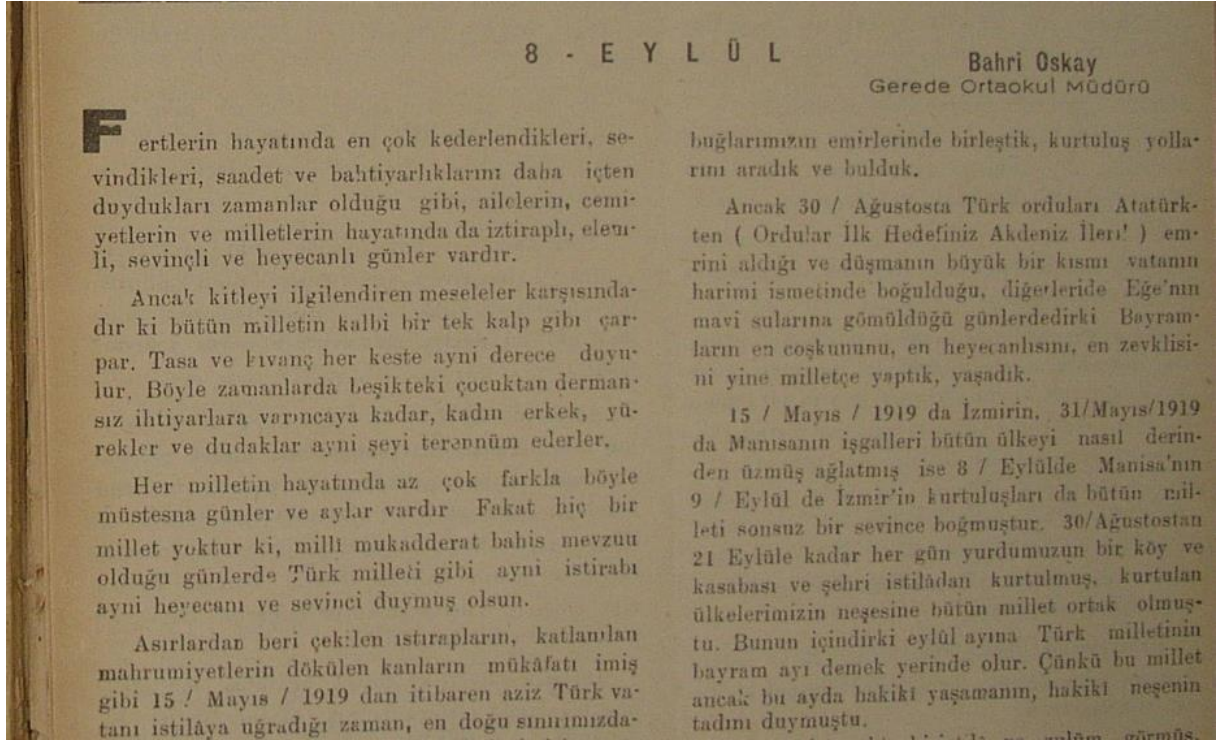 8 - EYLÜL
Bahri Oskay
Gerede Ortaokul Müdürü
Fertlerin hayatında en çok kederlendikleri, se-
vindikleri, saadet ve bahtiyarlıklarını daha içten
duydukları zamanlar olduğu gibi, ailelerin, cemi-
yetlerin ve milletlerin hayatında da iztiraplı, elem-
li, sevinçli ve heyecanlı günler vardır.
Ancak kitleyi ilgilendiren meseleler karşısında-
dır ki bütün milletin kalbi bir tek kalp gibi çar-
par. Tasa ve kıvanç her keste ayni derece duyu-
lur. Böyle zamanlarda beşikteki çocuktan derman-
sız ihtiyarlara varıncaya kadar, kadın erkek, yü-
rekler ve dudaklar ayni şeyi terennüm ederler.
Her milletin hayatında az çok farkla böyle
müstesna günler ve aylar vardır Fakat hiç bir
millet yoktur ki, millî mukadderat bahis mevzuu
olduğu günlerde Türk milleti gibi ayni istirabı
ayni heyecanı ve sevinci duymuş olsun.
Asırlardan beri çekilen ıstırapların, katlanılan
mahrumiyetlerin dökülen kanların mükâfatı imiş
gibi 15 / Mayıs / 1919 dan itibaren aziz Türk va-
tanı istilâya uğradığı zaman, en doğu sınırımızda-
buğlarımızın emirlerinde birleştik, kurtuluş yolla-
rını aradık ve bulduk.
Ancak 30 / Ağustosta Türk orduları Atatürk-
ten ( Ordular İlk Hedefiniz Akdeniz İleri! ) em-
rini aldığı ve düşmanın büyük bir kısmı vatanın
harimi ismetinde boğulduğu, diğerleride Eğe'nın
mavi sularına gömüldüğü günlerdedirki Bayram-
ların en coşkununu, en heyecanlısını, en zevklisi-
ni yine milletçe yaptık, yaşadık.
15 / Mayıs / 1919 da İzmirin, 31/Mayıs/1919
da Manısanın işgalleri bütün ülkeyi nasıl derin-
den üzmüş ağlatmış ise 8 / Eylülde Manisa'nın
9 / Eylül de İzmir'in kurtuluşları da bütün mil-
leti sonsuz bir sevince boğmuştur. 30/Ağustostan
21 Eylüle kadar her gün yurdumuzun bir köy ve
kasabası ve şehri istilâdan kurtulmuş, kurtulan
ülkelerimizin neşesine bütün millet ortak olmuş-
tu. Bunun içindirki eylûl ayına Türk milletinin
bayram ayı demek yerinde olur. Çünkü bu millet
ancak bu ayda hakikî yaşamanın, hakikî neşenin
tadını duymuştu.
zulüm görmüş,